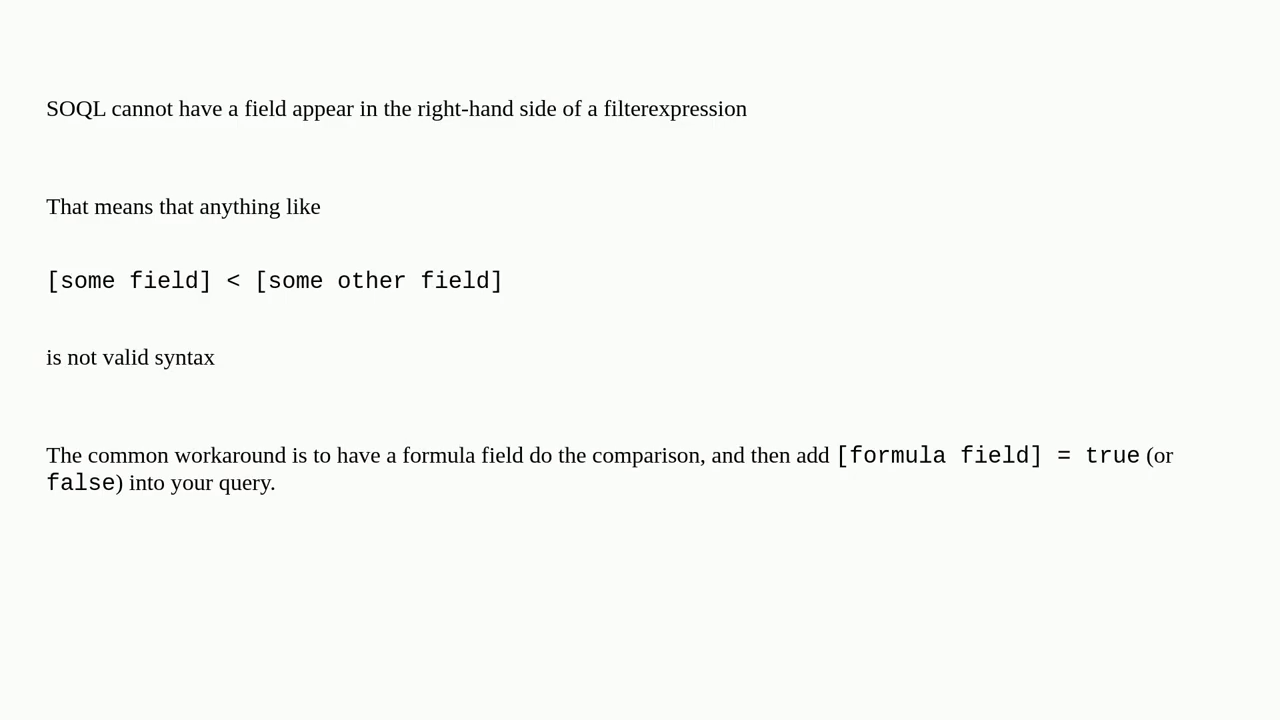 SOQL cannot have a field appear in the right-hand side of a filterexpression
That means that anything like
[some field] < [some other field]
is not valid syntax
The common workaround is to have a formula field do the comparison, and then add [formula field] = true (or
false) into your query.